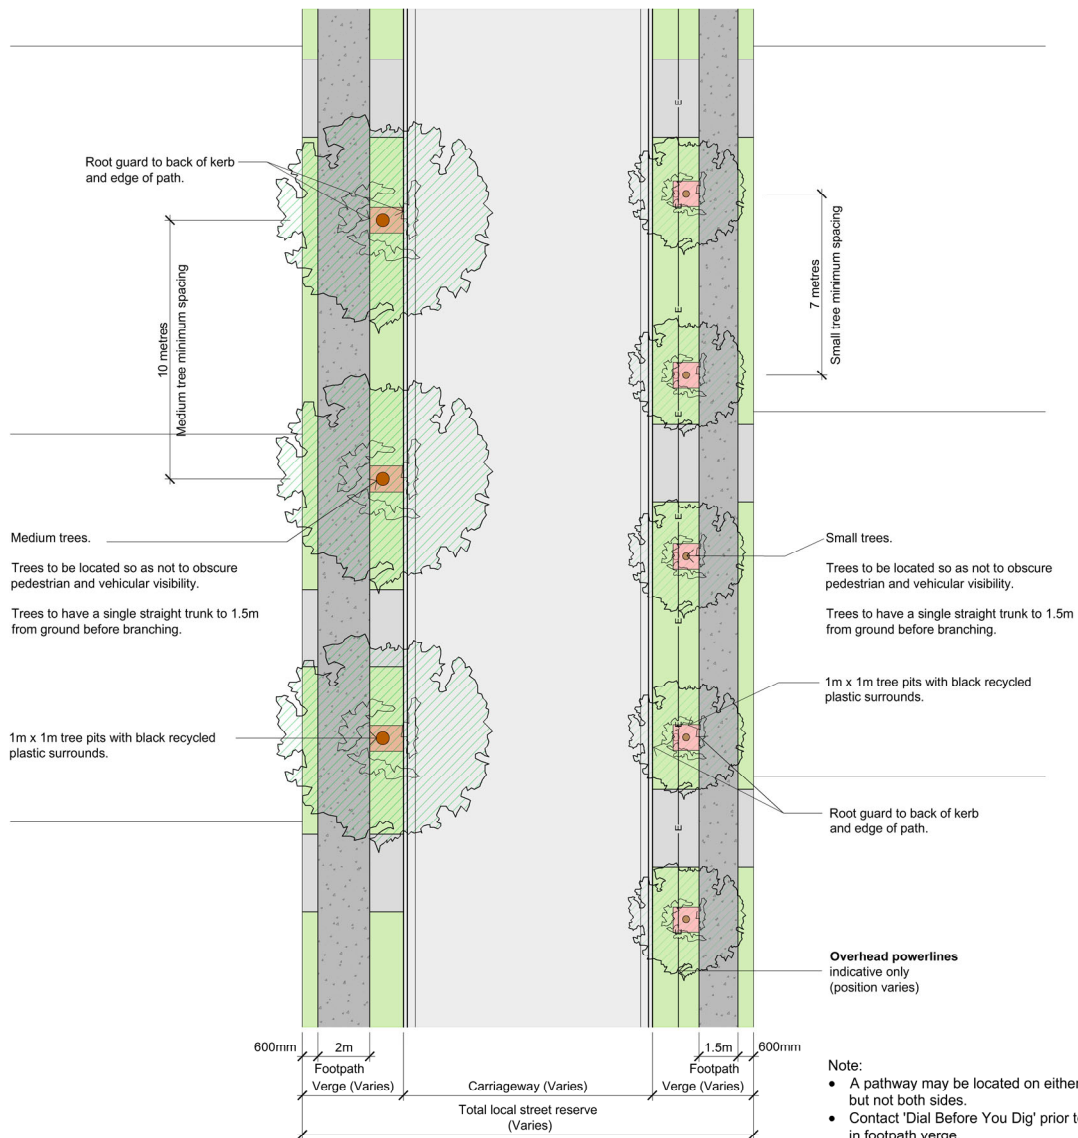 Root guard to back of kerb
and edge of path.
10 metres
Medium tree minimum spacing
Medium trees.
Trees to be located so as not to obscure
pedestrian and vehicular visibility.
Trees to have a single straight trunk to 1.5m
from ground before branching.
1m x 1m tree pits with black recycled
plastic surrounds.
E
E
E
E
E
E
E
E
E
7 metres
Small tree minimum spacing
Small trees.
Trees to be located so as not to obscure
pedestrian and vehicular visibility.
Trees to have a single straight trunk to 1.5m
from ground before branching.
1m x 1m tree pits with black recycled
plastic surrounds.
Root guard to back of kerb
and edge of path.
Overhead powerlines
indicative only
(position varies)
600mm
2m
Footpath
Verge (Varies)
Carriageway (Varies)
1.5m
600mm
Footpath
Verge (Varies)
Total local street reserve
(Varies)
Note:
• A pathway may be located on either
but not both sides.
• Contact 'Dial Before You Dig' prior t
in footpath verge